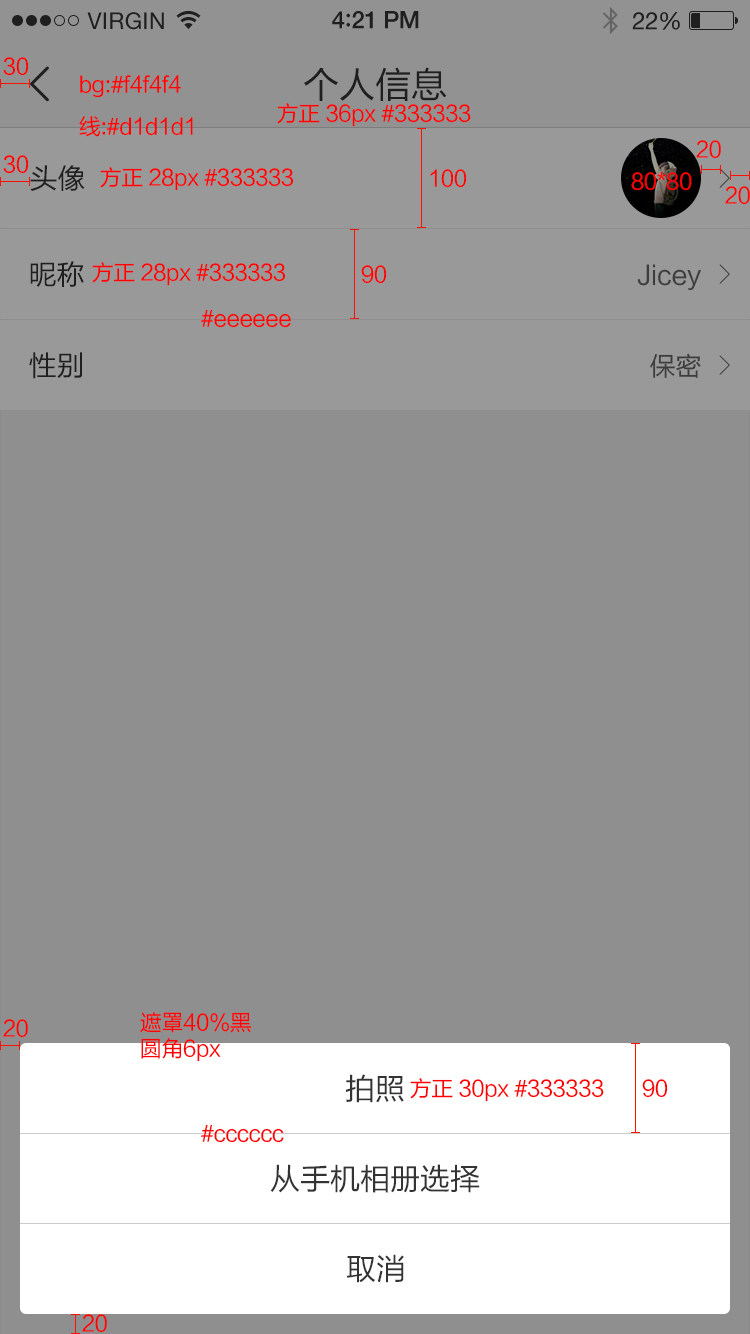 VIRGIN 4:21 PM 22%
30 bg:#f4f4f4 个人信息
方正 36px #333333
线:#d1d1d1
30 头像 方正 28px #333333 100 80*80 20
20
昵称 方正 28px #333333 90 Jicey
#eeeeee
性别 保密
20 遮罩40%黑
圆角6px
拍照 方正 30px #333333 90
#cccccc
从手机相册选择
取消
20